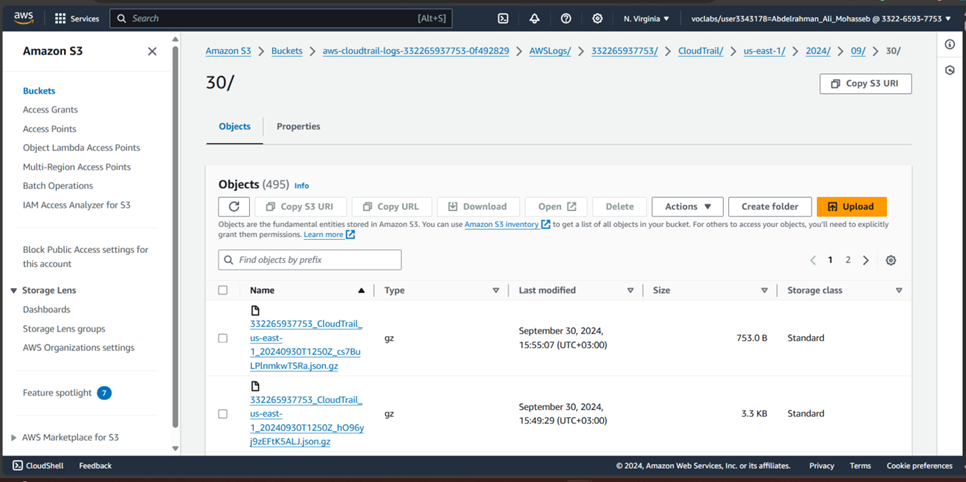 aws
Services
Search
[Alt+S]
N. Virginia
voclabs/user3343178=Abdelrahman_Ali_Mohasseb @ 3322-6593-7753
Amazon S3
Buckets
Access Grants
Access Points
Object Lambda Access Points
Multi-Region Access Points
Batch Operations
IAM Access Analyzer for S3
Block Public Access settings for
this account
Storage Lens
Dashboards
Storage Lens groups
AWS Organizations settings
Feature spotlight 7
AWS Marketplace for S3
Amazon S3 > Buckets > aws-cloudtrail-logs-332265937753-0f492829 > AWSLogs/ > 332265937753/ > CloudTrail/ > us-east-1/ > 2024/ > 09/ > 30/
30/
Copy S3 URI
Objects
Properties
Objects (495) Info
Copy S3 URI
Copy URL
Download
Open
Delete
Actions
Create folder
Upload
Objects are the fundamental entities stored in Amazon S3. You can use Amazon S3 inventory to get a list of all objects in your bucket. For others to access your objects, you'll need to explicitly
grant them permissions. Learn more
Find objects by prefix
1 2
Name
Type
Last modified
Size
Storage class
332265937753_CloudTrail_
us-east-
1_20240930T1250Z_cs7Bu
LPlnmkwTSRa.json.gz
gz
September 30, 2024,
15:55:07 (UTC+03:00)
753.0 B
Standard
332265937753_CloudTrail_
us-east-
1_20240930T1250Z_hO96y
j9zEFtK5ALJ.json.gz
gz
September 30, 2024,
15:49:29 (UTC+03:00)
3.3 KB
Standard
CloudShell
Feedback
© 2024, Amazon Web Services, Inc. or its affiliates.
Privacy
Terms
Cookie preferences